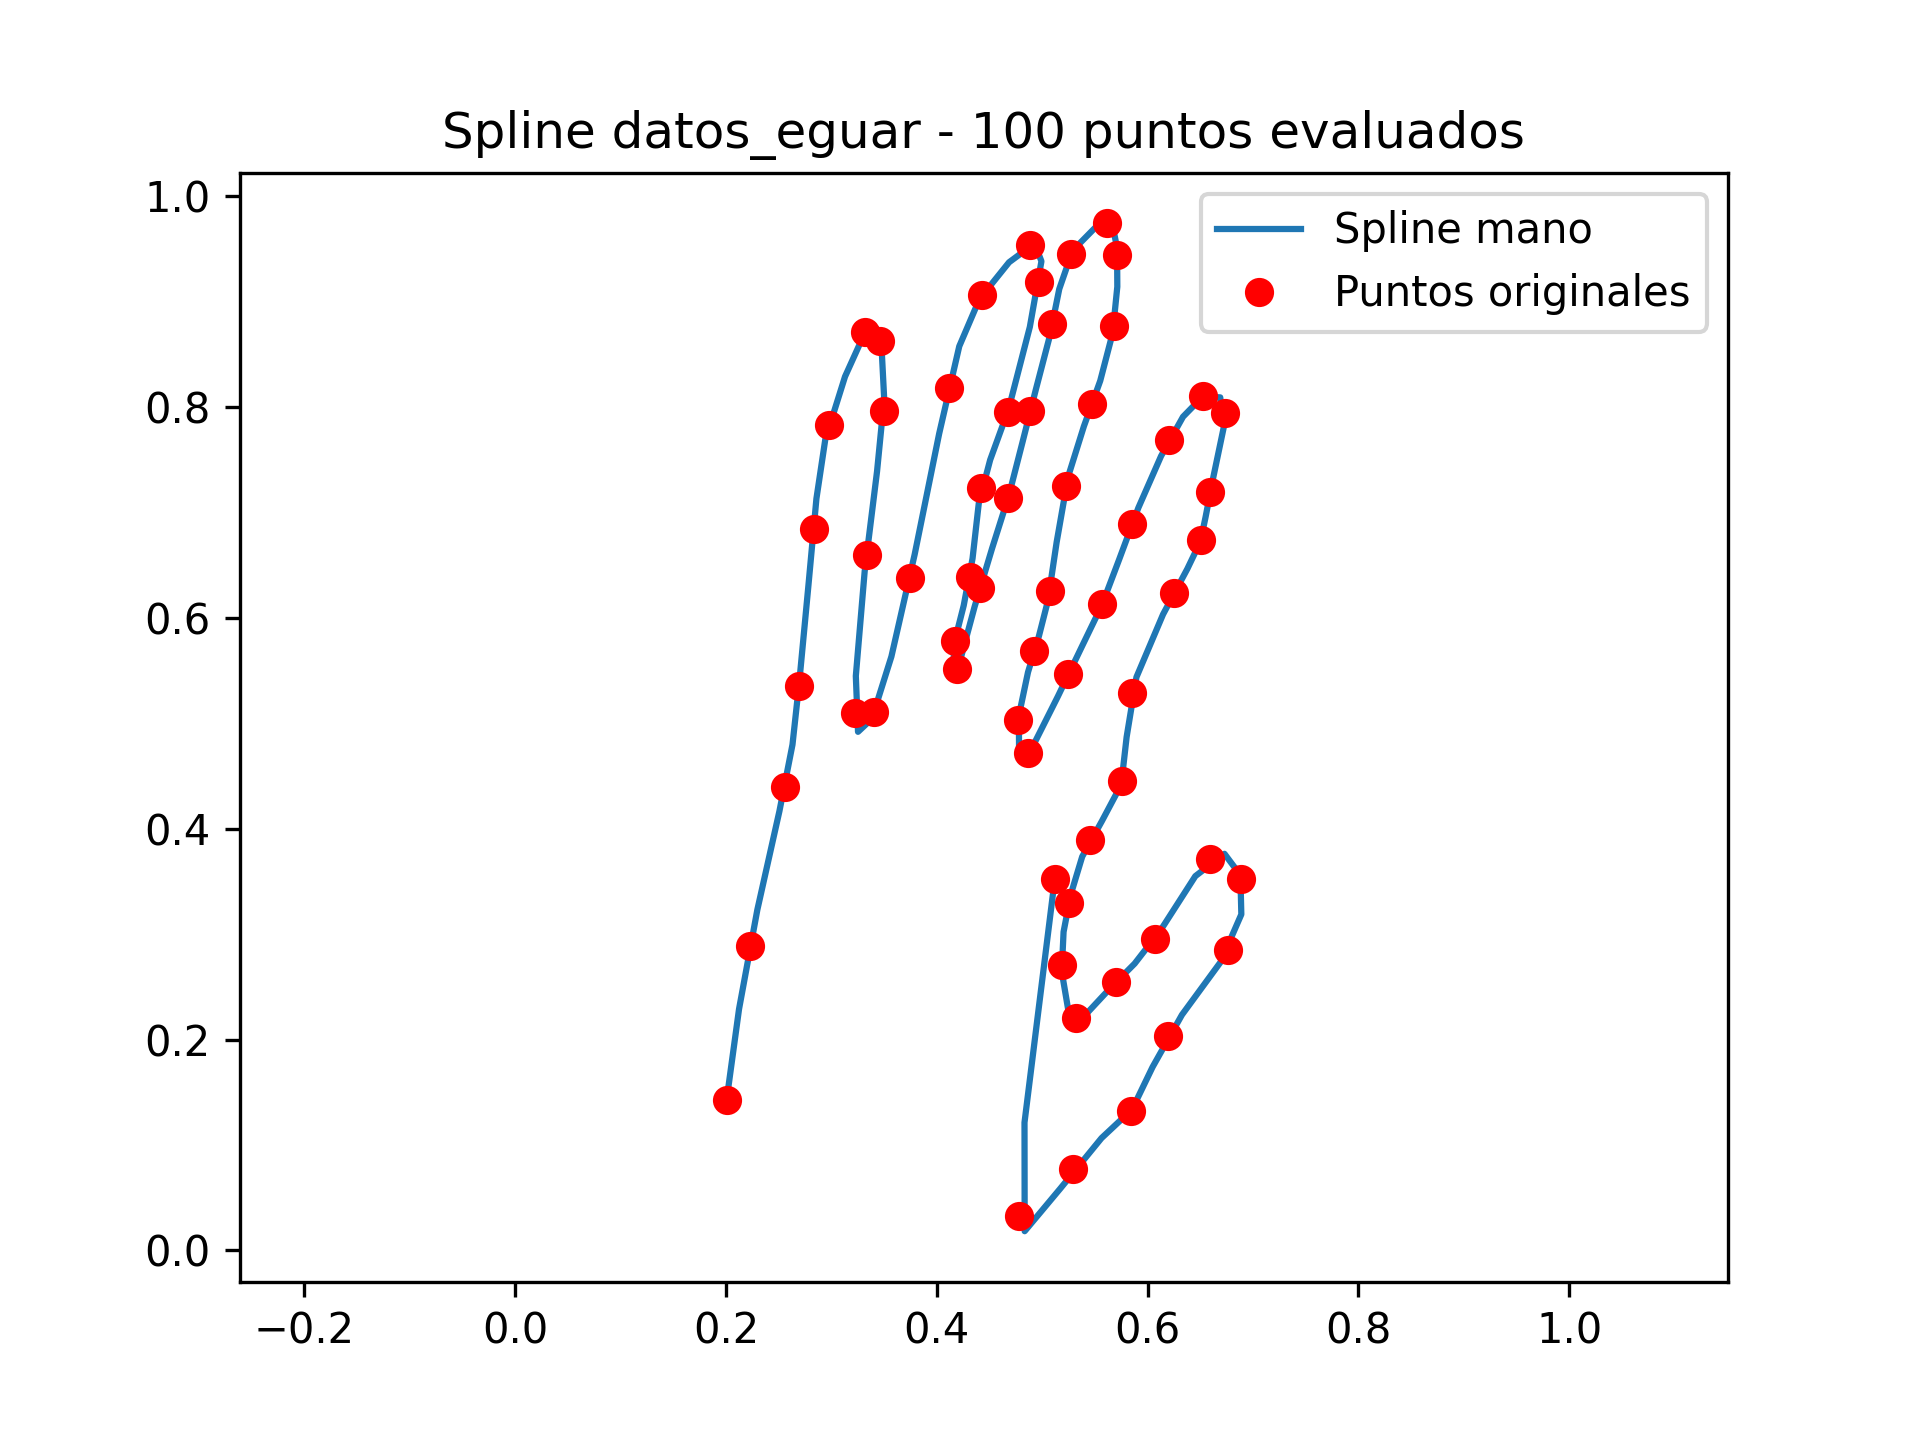 Spline datos_eguar - 100 puntos evaluados
Spline mano
Puntos originales
1.0
0.8
0.6
0.4
0.2
0.0
−0.2 0.0 0.2 0.4 0.6 0.8 1.0